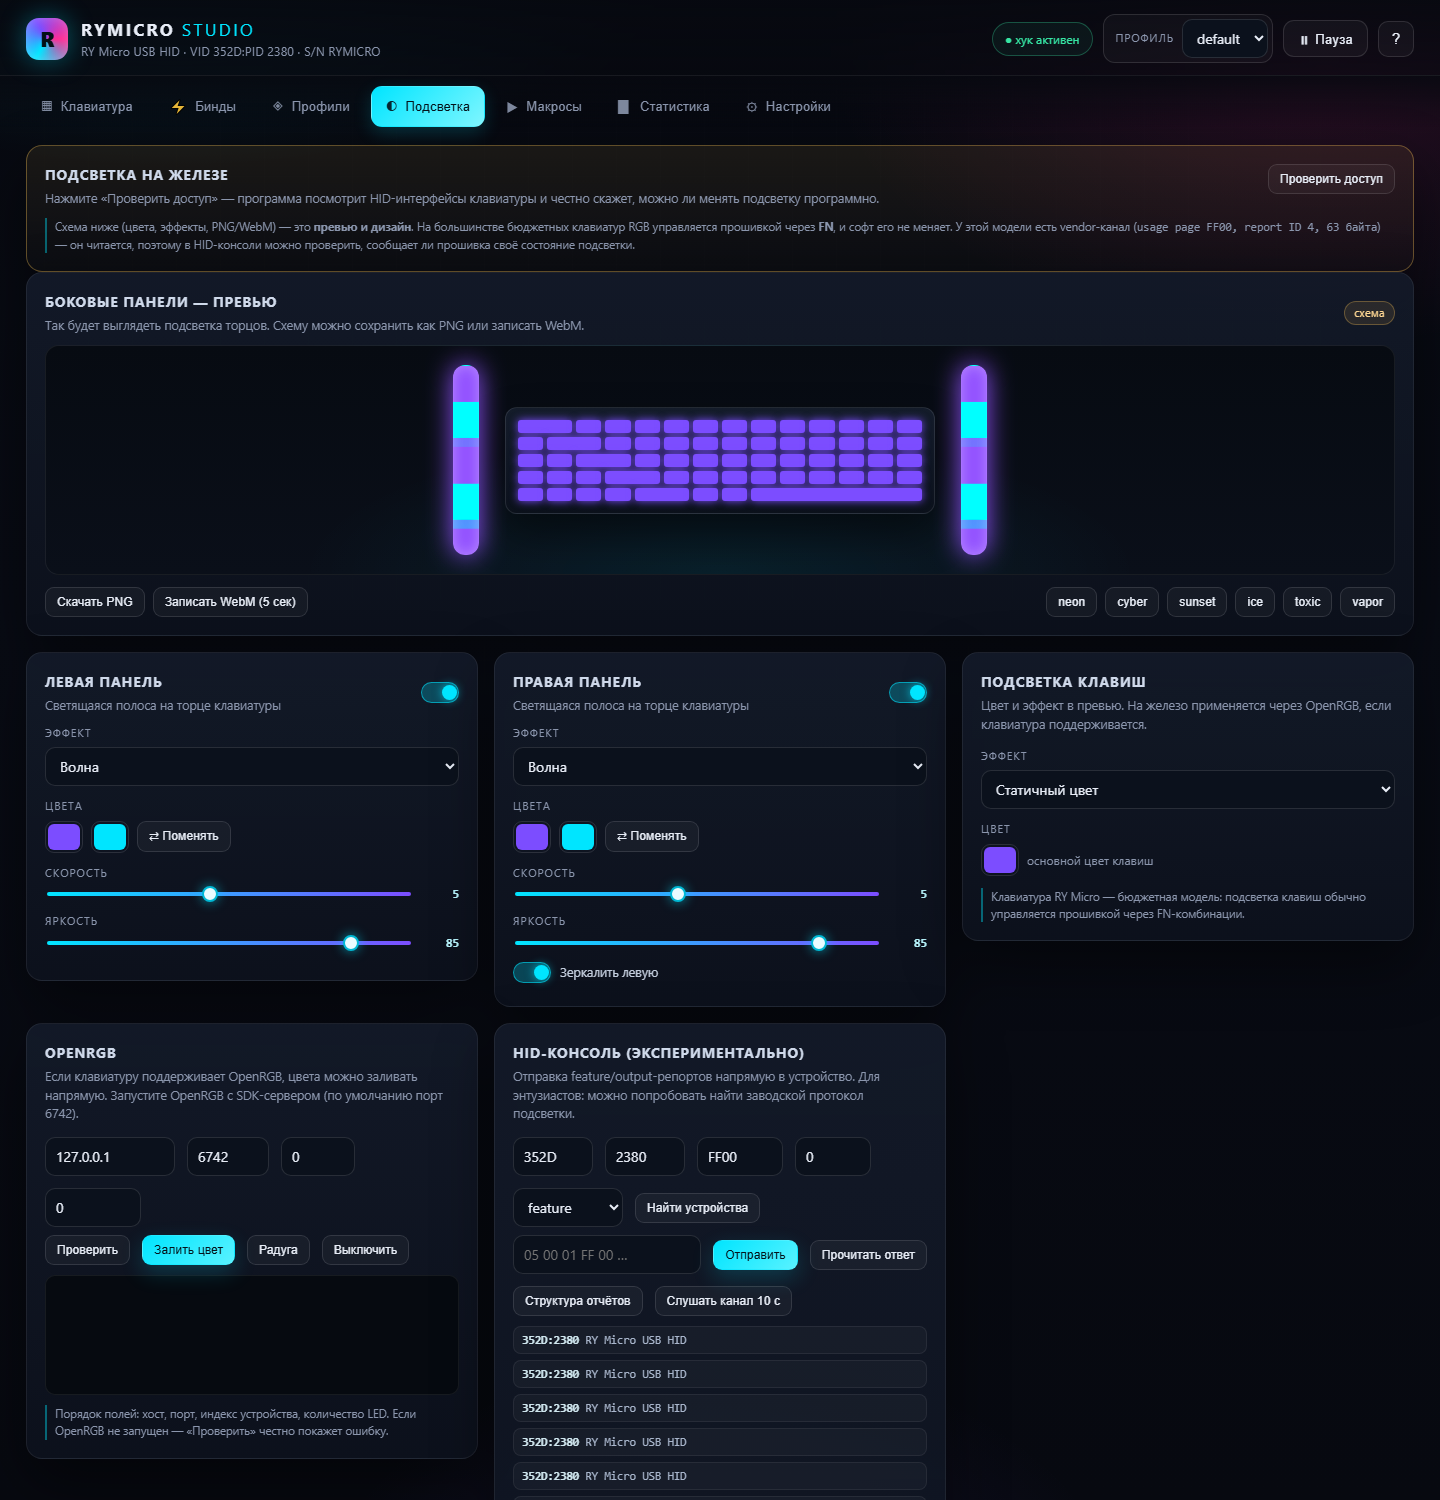 R
RYMICRO STUDIO
RY Micro USB HID · VID 352D:PID 2380 · S/N RYMICRO
● хук активен
ПРОФИЛЬ
default
⏸ Пауза
?
Клавиатура
Бинды
Профили
Подсветка
Макросы
Статистика
Настройки
ПОДСВЕТКА НА ЖЕЛЕЗЕ
Проверить доступ
Нажмите «Проверить доступ» — программа посмотрит HID-интерфейсы клавиатуры и честно скажет, можно ли менять подсветку программно.
Схема ниже (цвета, эффекты, PNG/WebM) — это превью и дизайн. На большинстве бюджетных клавиатур RGB управляется прошивкой через FN, и софт его не меняет. У этой модели есть vendor-канал (usage page FF00, report ID 4, 63 байта)
— он читается, поэтому в HID-консоли можно проверить, сообщает ли прошивка своё состояние подсветки.
БОКОВЫЕ ПАНЕЛИ — ПРЕВЬЮ
Так будет выглядеть подсветка торцов. Схему можно сохранить как PNG или записать WebM.
схема
Скачать PNG
Записать WebM (5 сек)
neon
cyber
sunset
ice
toxic
vapor
ЛЕВАЯ ПАНЕЛЬ
Светящаяся полоса на торце клавиатуры
ЭФФЕКТ
Волна
ЦВЕТА
⇄ Поменять
СКОРОСТЬ
5
ЯРКОСТЬ
85
ПРАВАЯ ПАНЕЛЬ
Светящаяся полоса на торце клавиатуры
ЭФФЕКТ
Волна
ЦВЕТА
⇄ Поменять
СКОРОСТЬ
5
ЯРКОСТЬ
85
Зеркалить левую
ПОДСВЕТКА КЛАВИШ
Цвет и эффект в превью. На железо применяется через OpenRGB, если
клавиатура поддерживается.
ЭФФЕКТ
Статичный цвет
ЦВЕТ
основной цвет клавиш
Клавиатура RY Micro — бюджетная модель: подсветка клавиш обычно
управляется прошивкой через FN-комбинации.
OPENRGB
Если клавиатуру поддерживает OpenRGB, цвета можно заливать
напрямую. Запустите OpenRGB с SDK-сервером (по умолчанию порт
6742).
127.0.0.1
6742
0
0
Проверить
Залить цвет
Радуга
Выключить
Порядок полей: хост, порт, индекс устройства, количество LED. Если
OpenRGB не запущен — «Проверить» честно покажет ошибку.
HID-КОНСОЛЬ (ЭКСПЕРИМЕНТАЛЬНО)
Отправка feature/output-репортов напрямую в устройство. Для
энтузиастов: можно попробовать найти заводской протокол
подсветки.
352D
2380
FF00
0
feature
Найти устройства
05 00 01 FF 00 ...
Отправить
Прочитать ответ
Структура отчётов
Слушать канал 10 с
352D:2380 RY Micro USB HID
352D:2380 RY Micro USB HID
352D:2380 RY Micro USB HID
352D:2380 RY Micro USB HID
352D:2380 RY Micro USB HID